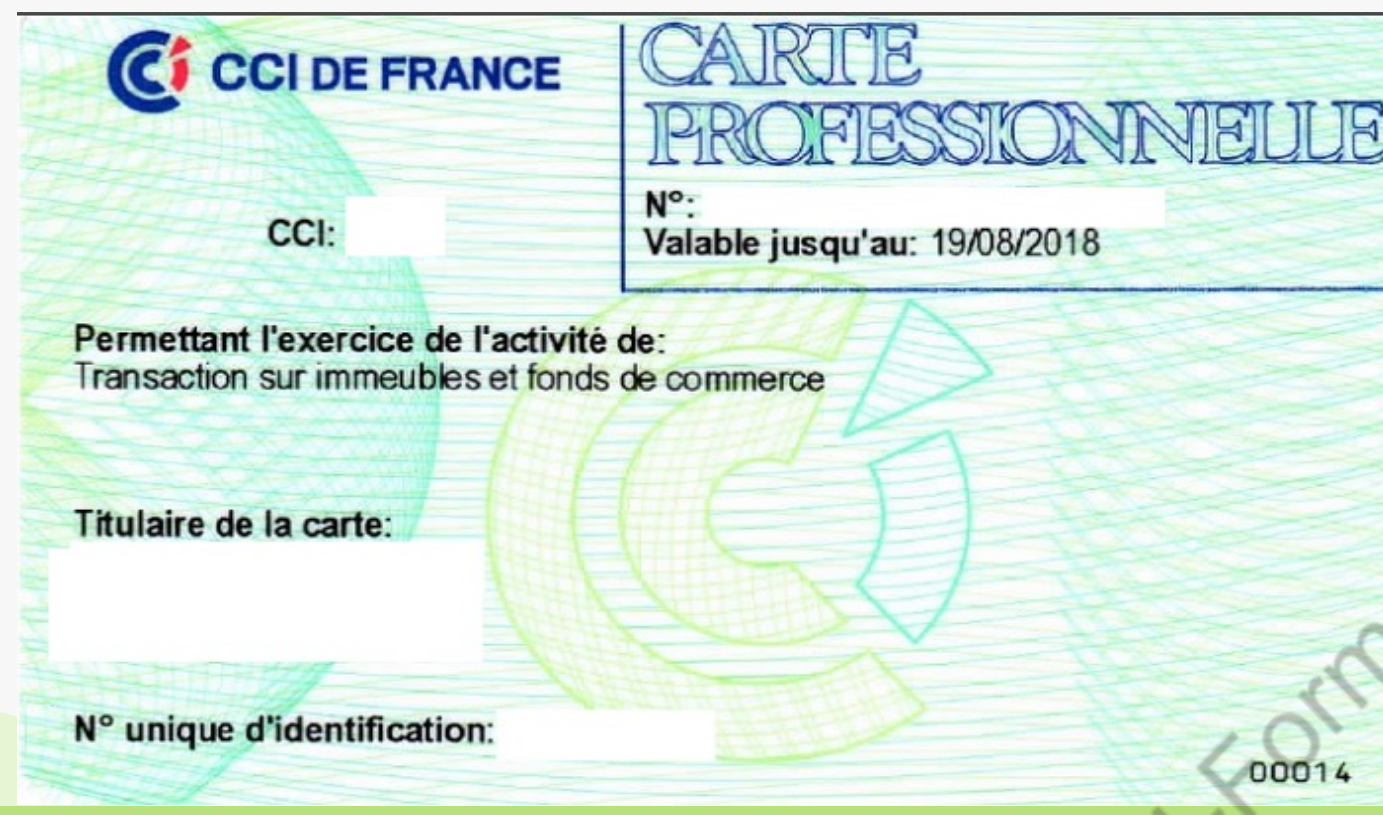 CCI DE FRANCE
CARTE
PROFESSIONNELLE
N°:
Valable jusqu'au: 19/08/2018
CCI:
Permettant l'exercice de l'activité de:
Transaction sur immeubles et fonds de commerce
Titulaire de la carte:
N° unique d'identification:
00014